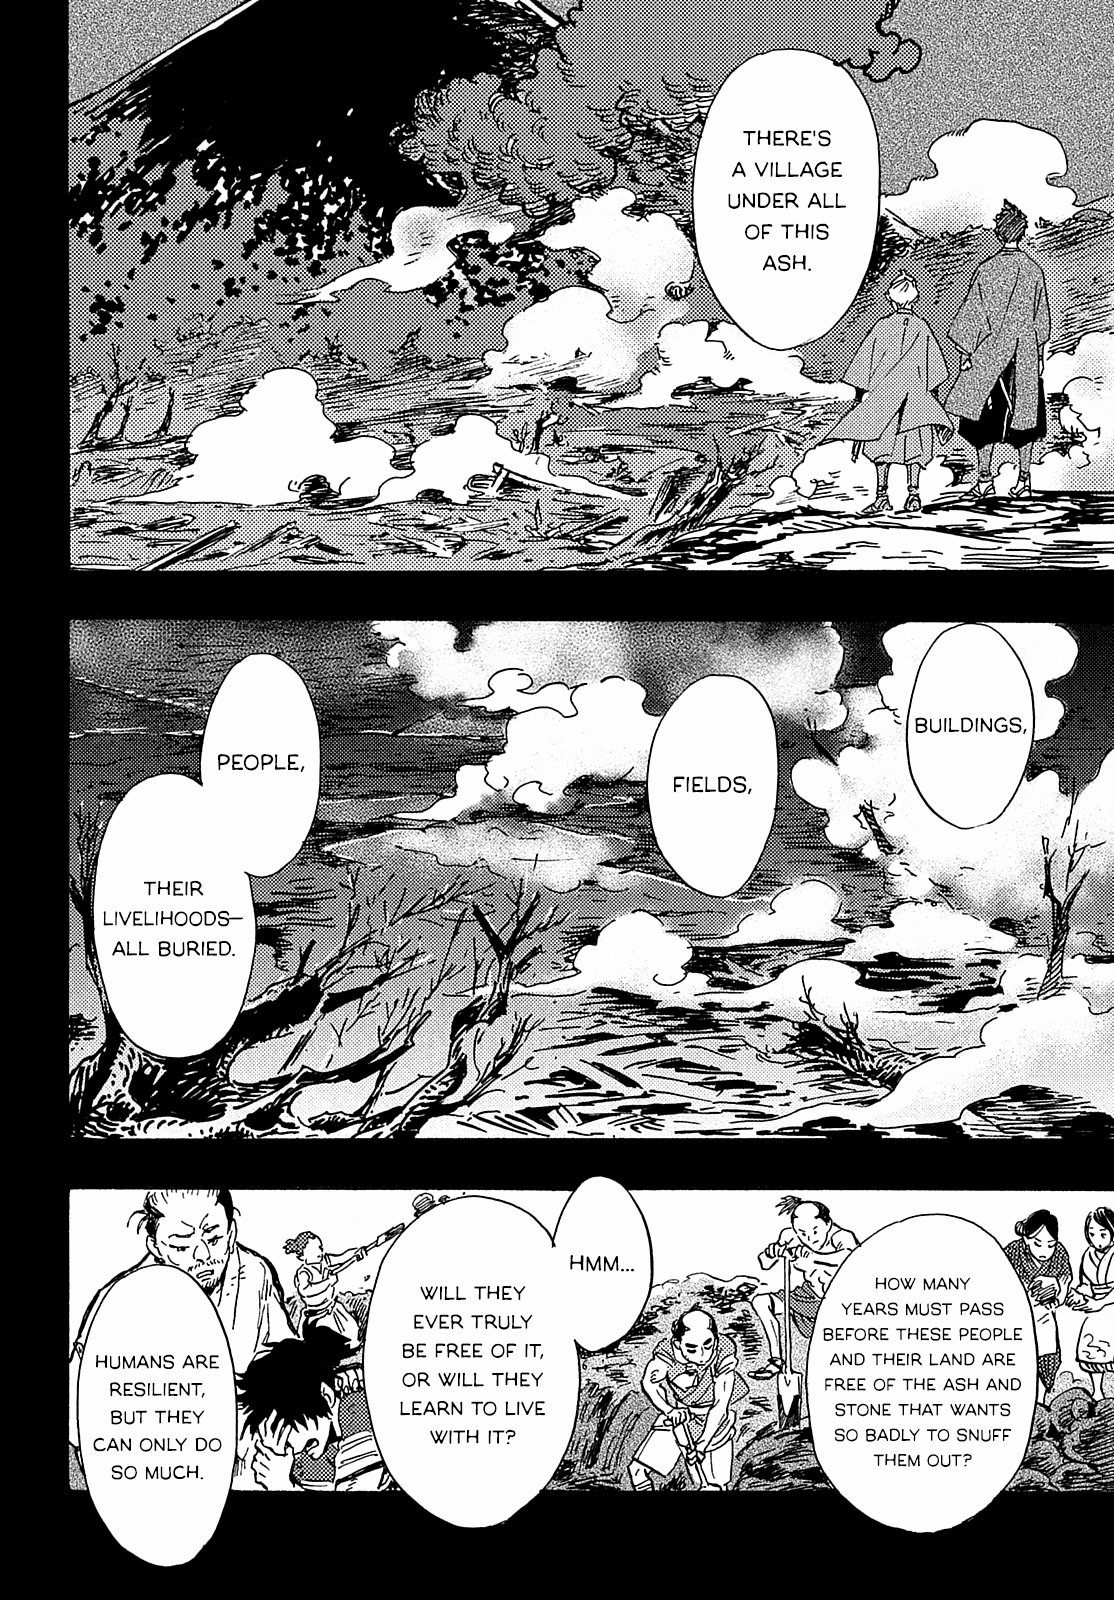 THERE'S
A VILLAGE
UNDER ALL
OF THIS
ASH.
BUILDINGS,
FIELDS,
PEOPLE,
THEIR
LIVELIHOODS—
ALL BURIED.
HOW MANY
YEARS MUST PASS
BEFORE THESE PEOPLE
AND THEIR LAND ARE
FREE OF THE ASH AND
STONE THAT WANTS
SO BADLY TO SNUFF
THEM OUT?
HMM...
WILL THEY
EVER TRULY
BE FREE OF IT,
OR WILL THEY
LEARN TO LIVE
WITH IT?
HUMANS ARE
RESILIENT,
BUT THEY
CAN ONLY DO
SO MUCH.